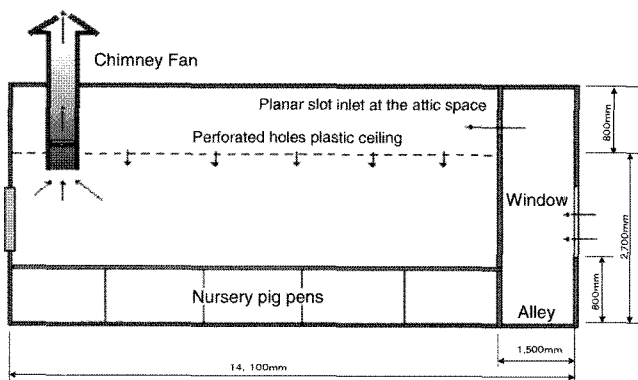 Chimney Fan
Planar slot inlet at the attic space
Perforated holes plastic ceiling
800mm
Window
2,700mm
800mm
Nursery pig pens
Alley
1,500mm
14, 100mm